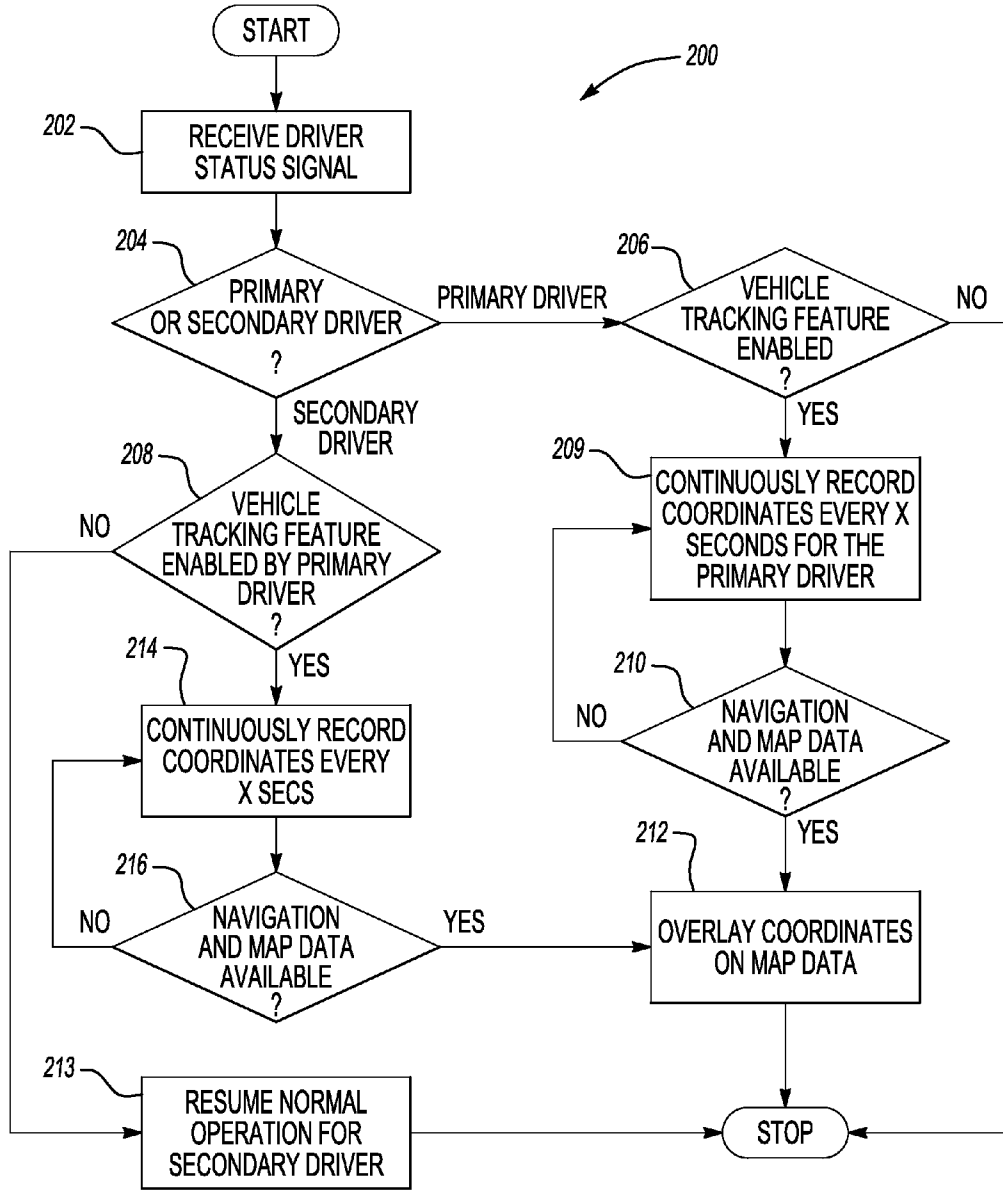 START
200
202
RECEIVE DRIVER
STATUS SIGNAL
204
PRIMARY
OR SECONDARY DRIVER
?
PRIMARY DRIVER
206
VEHICLE
TRACKING FEATURE
ENABLED
?
NO
YES
SECONDARY
DRIVER
208
VEHICLE
TRACKING FEATURE
ENABLED BY PRIMARY
DRIVER
?
NO
YES
209
CONTINUOUSLY RECORD
COORDINATES EVERY X
SECONDS FOR THE
PRIMARY DRIVER
210
NAVIGATION
AND MAP DATA
AVAILABLE
?
NO
YES
214
CONTINUOUSLY RECORD
COORDINATES EVERY
X SECS
216
NAVIGATION
AND MAP DATA
AVAILABLE
?
NO
YES
212
OVERLAY COORDINATES
ON MAP DATA
213
RESUME NORMAL
OPERATION FOR
SECONDARY DRIVER
STOP